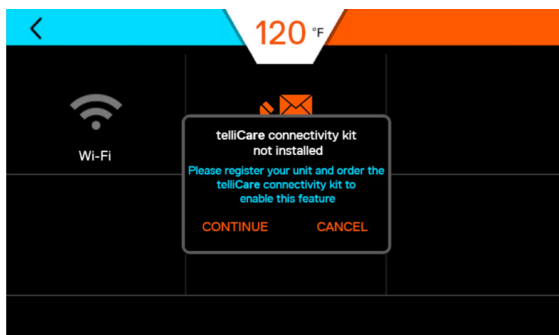 120 °F
Wi-Fi
telliCare connectivity kit
not installed
Please register your unit and order the
telliCare connectivity kit to
enable this feature
CONTINUE CANCEL